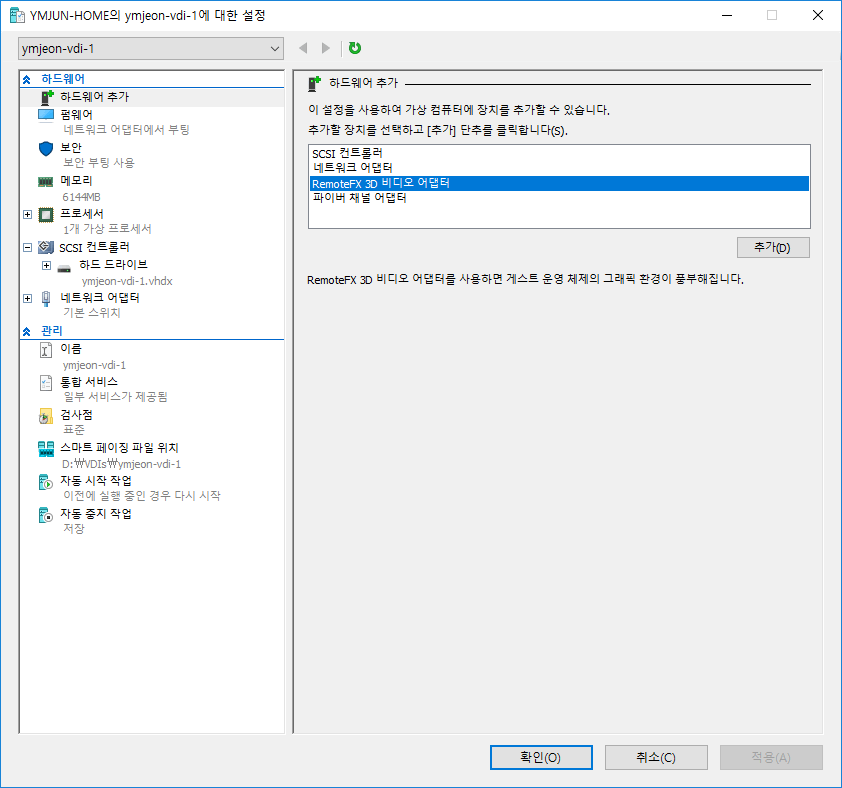 YMJUN-HOME의 ymjeon-vdi-1에 대한 설정
ymjeon-vdi-1
하드웨어
하드웨어 추가
펌웨어
네트워크 어댑터에서 부팅
보안
보안 부팅 사용
메모리
6144MB
프로세서
1개 가상 프로세서
SCSI 컨트롤러
하드 드라이브
ymjeon-vdi-1.vhdx
네트워크 어댑터
기본 스위치
관리
이름
ymjeon-vdi-1
통합 서비스
일부 서비스가 제공됨
검사점
표준
스마트 페이징 파일 위치
D:₩VDIs₩ymjeon-vdi-1
자동 시작 작업
이전에 실행 중인 경우 다시 시작
자동 중지 작업
저장
하드웨어 추가
이 설정을 사용하여 가상 컴퓨터에 장치를 추가할 수 있습니다.
추가할 장치를 선택하고 [추가] 단추를 클릭합니다(S).
SCSI 컨트롤러
네트워크 어댑터
RemoteFX 3D 비디오 어댑터
파이버 채널 어댑터
추가(D)
RemoteFX 3D 비디오 어댑터를 사용하면 게스트 운영 체제의 그래픽 환경이 풍부해집니다.
확인(O)
취소(C)
적용(A)